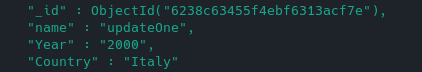 "_id" : ObjectId("6238c63455f4ebf6313acf7e"),
"name" : "updateOne",
"Year" : "2000",
"Country" : "Italy"